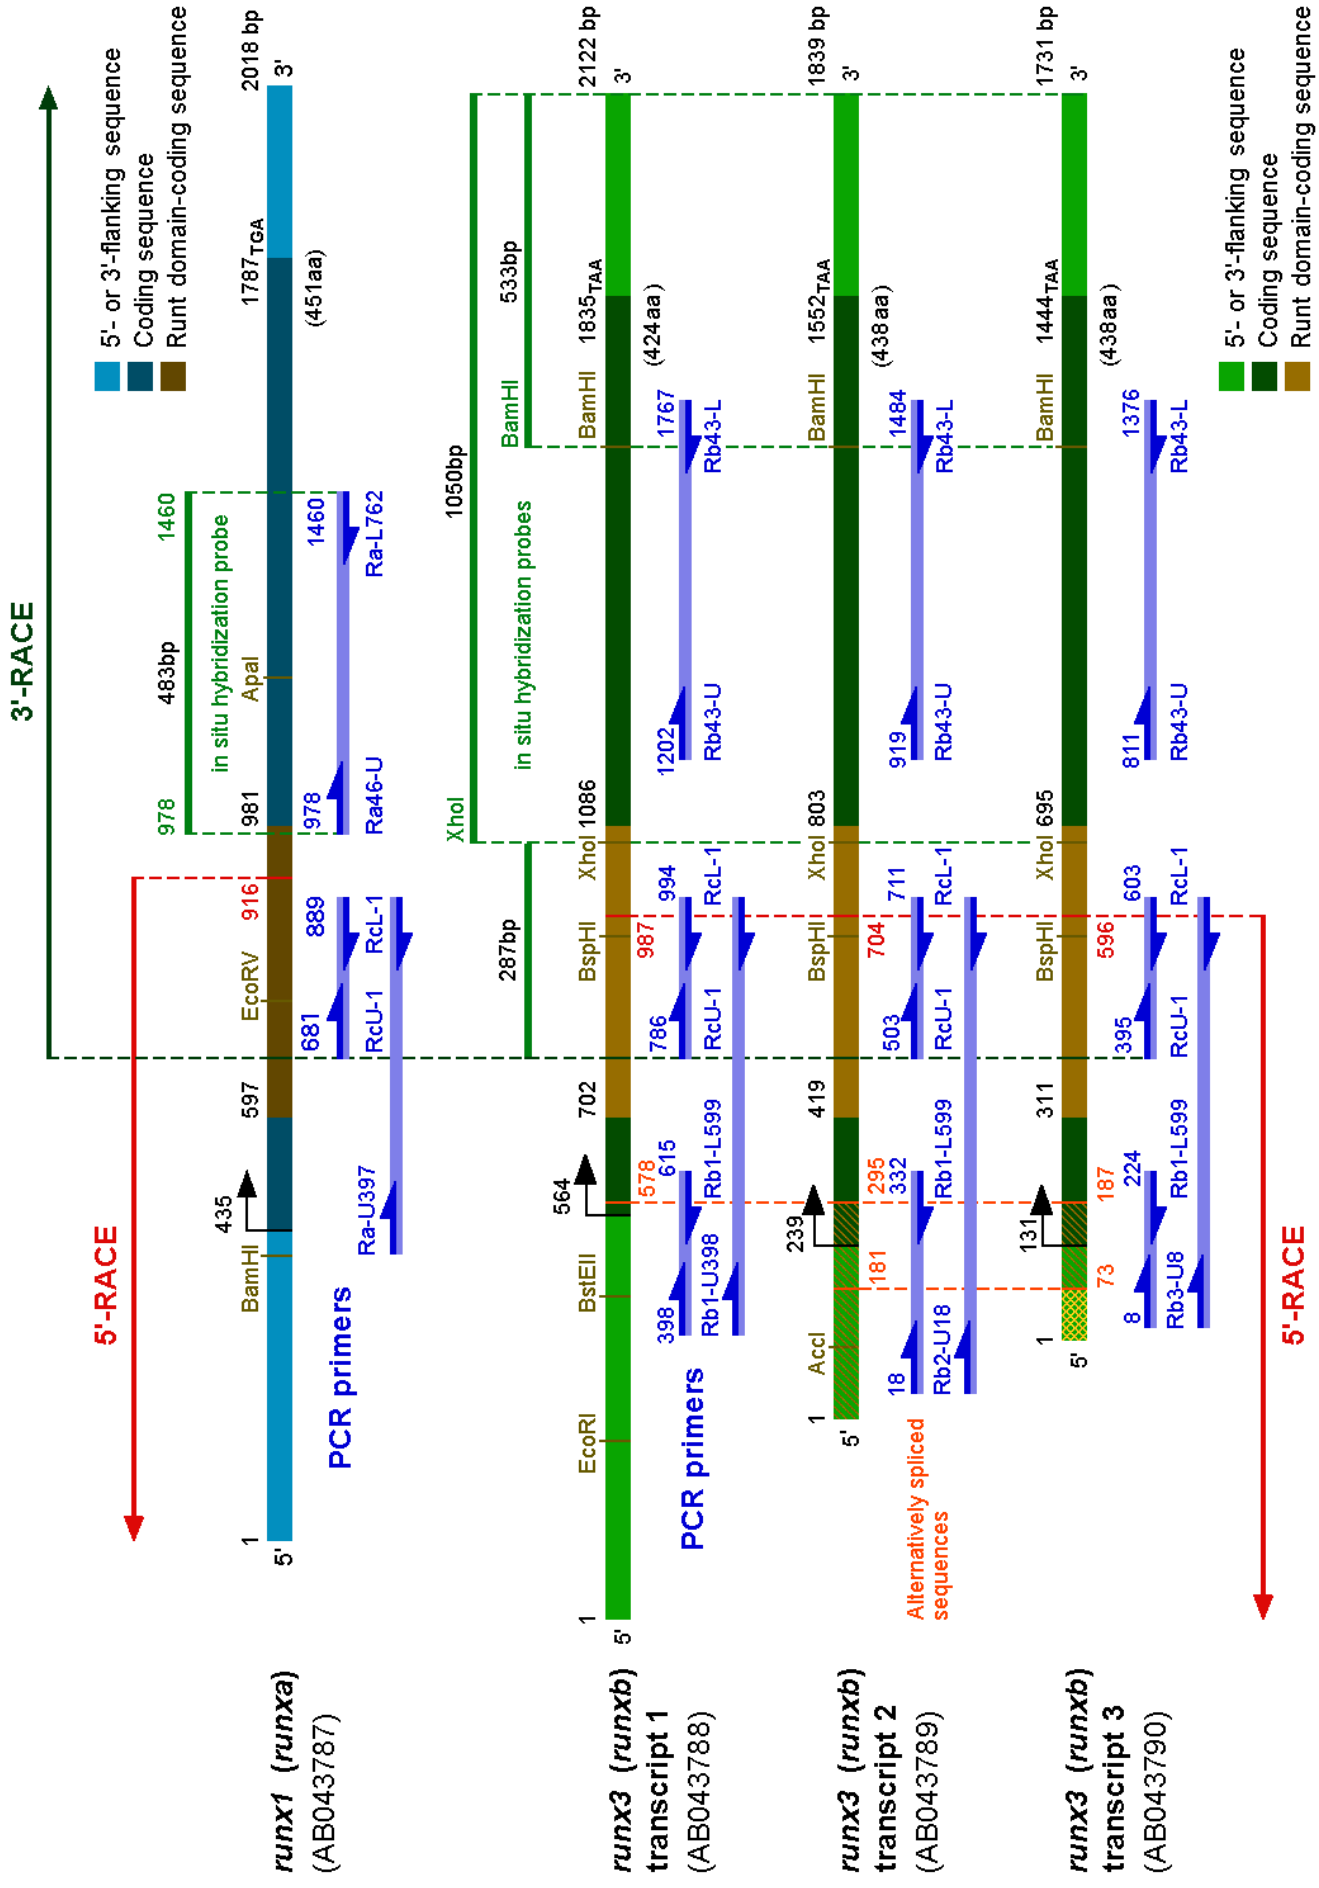 3'-RACE
5'-RACE
5'- or 3'-flanking sequence
Coding sequence
Runt domain-coding sequence
978
483bp
1460
in situ hybridization probe
runx1 (runxa)
(AB043787)
1
BamHI
435
597
EcoRV
916
981
ApaI
1787TGA
2018 bp
5'
3'
(451aa)
PCR primers
681
889
978
1460
RcU-1
RcL-1
Ra46-U
Ra-L762
Ra-U397
XhoI
1050bp
287bp
BamHI
533bp
in situ hybridization probes
runx3 (runxb)
transcript 1
(AB043788)
1
EcoRI
BstEII
564
702
BspHI
XhoI
1086
BamHI
1835TAA
2122 bp
5'
3'
578
987
(424aa)
PCR primers
398
615
786
994
1202
1767
Rb1-U398
Rb1-L599
RcU-1
RcL-1
Rb43-U
Rb43-L
runx3 (runxb)
transcript 2
(AB043789)
1
AccI
239
419
BspHI
XhoI
803
BamHI
1552TAA
1839 bp
5'
3'
181
295
704
(438aa)
Alternatively spliced
sequences
18
332
503
711
919
1484
Rb2-U18
Rb1-L599
RcU-1
RcL-1
Rb43-U
Rb43-L
runx3 (runxb)
transcript 3
(AB043790)
1
131
311
BspHI
XhoI
695
BamHI
1444TAA
1731 bp
5'
3'
73
187
596
(438aa)
8
224
395
603
811
1376
Rb3-U8
Rb1-L599
RcU-1
RcL-1
Rb43-U
Rb43-L
5'- or 3'-flanking sequence
Coding sequence
Runt domain-coding sequence
5'-RACE